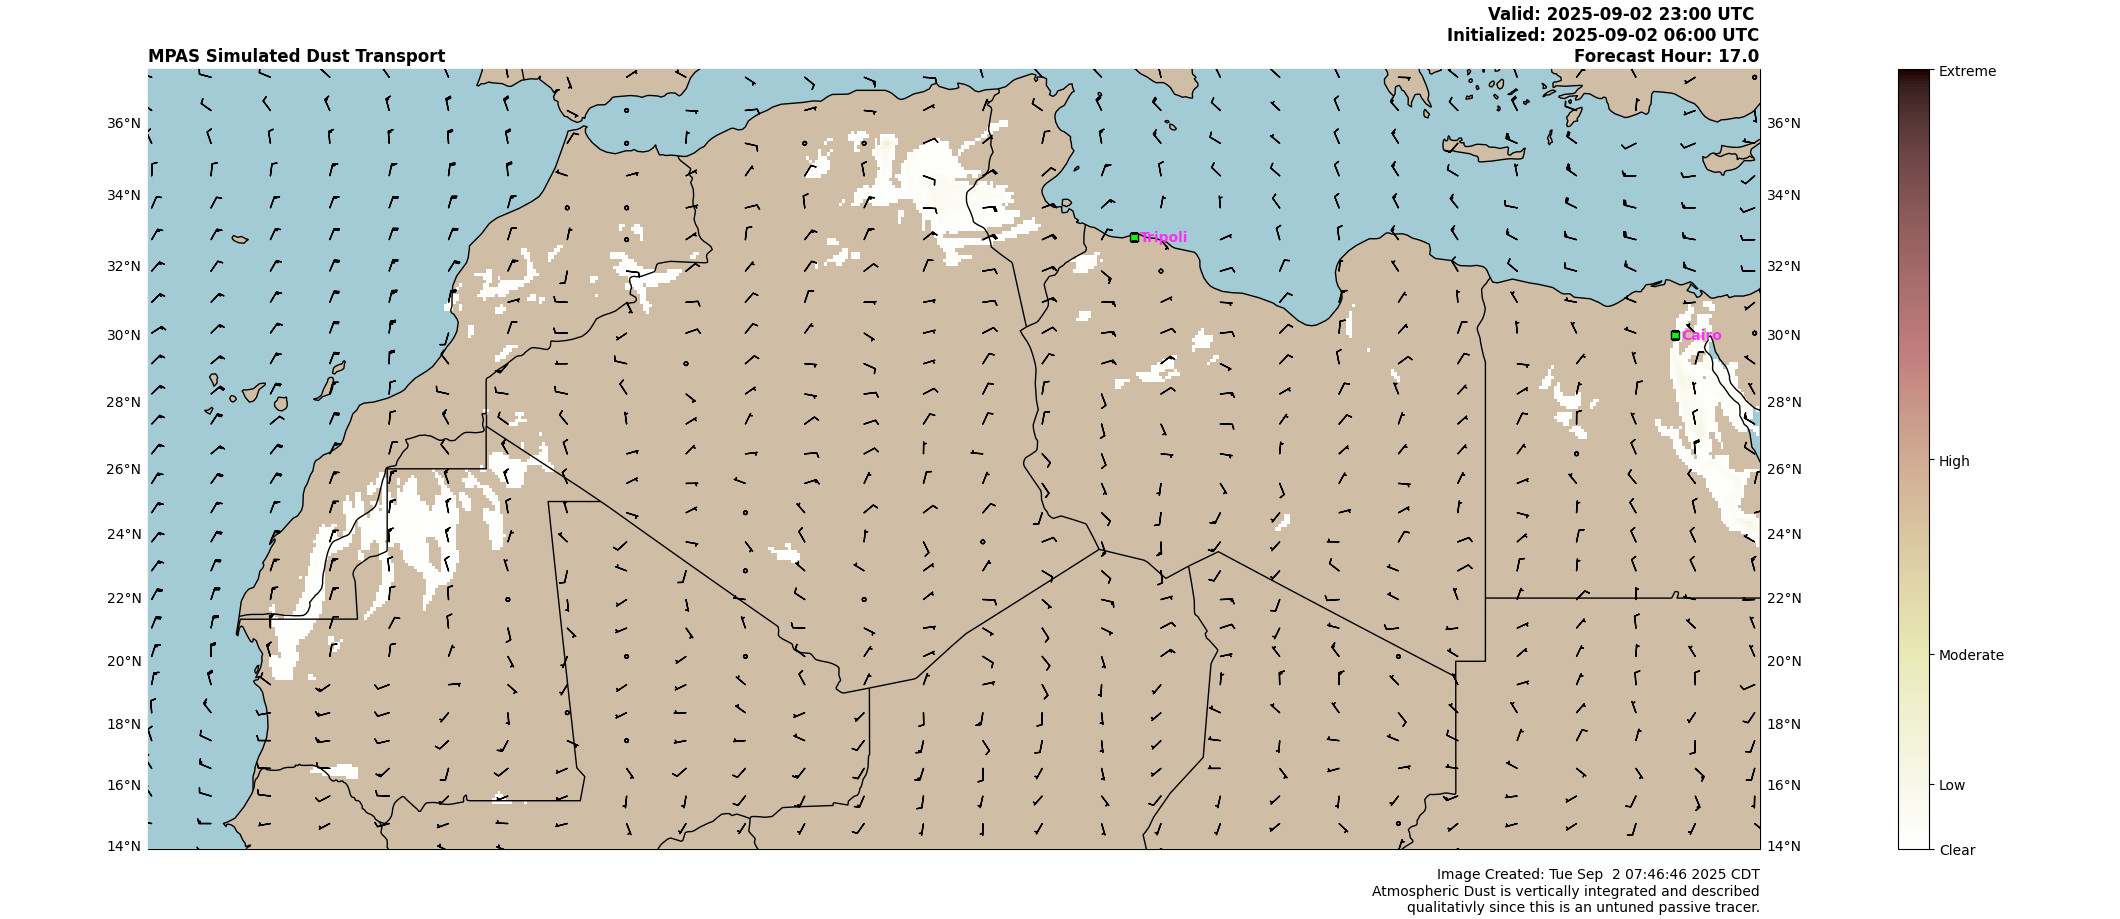 Valid: 2025-09-02 23:00 UTC
Initialized: 2025-09-02 06:00 UTC
MPAS Simulated Dust Transport
Forecast Hour: 17.0
36°N
36°N
34°N
34°N
32°N
32°N
30°N
30°N
28°N
28°N
26°N
26°N
24°N
24°N
22°N
22°N
20°N
20°N
18°N
18°N
16°N
16°N
14°N
14°N
Tripoli
Cairo
Extreme
High
Moderate
Low
Clear
Image Created: Tue Sep  2 07:46:46 2025 CDT
Atmospheric Dust is vertically integrated and described
qualitativly since this is an untuned passive tracer.